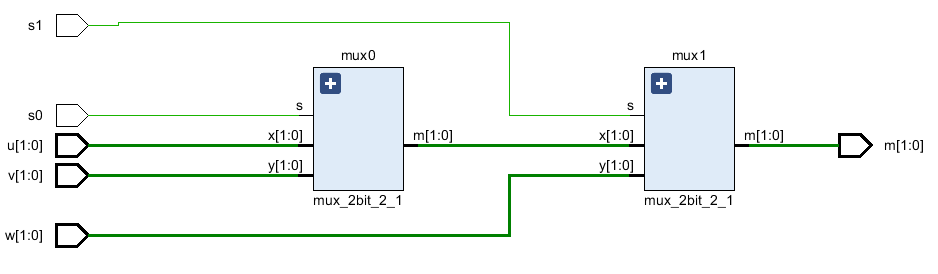 s1
mux0
mux1
s0
s
s
u[1:0]
x[1:0]
m[1:0]
x[1:0]
m[1:0]
m[1:0]
v[1:0]
y[1:0]
y[1:0]
mux_2bit_2_1
mux_2bit_2_1
w[1:0]